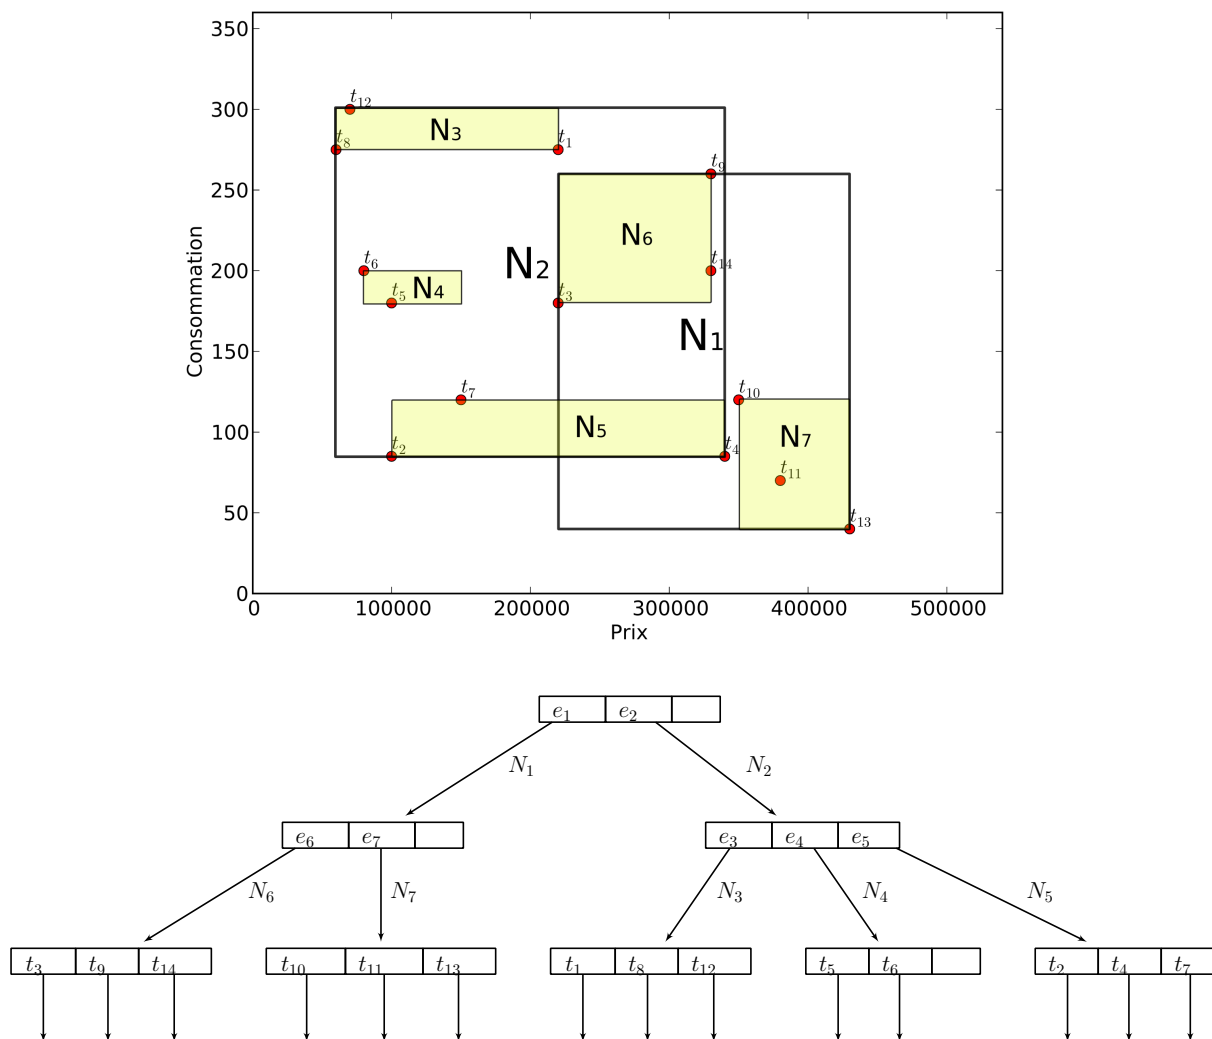 350
300
250
200
150
100
50
0
Consommation
t12
t8
N3
t1
t9
N6
t6
N2
t14
t5
N4
t3
N1
t7
t10
N5
N7
t2
t4
t11
t13
0 100000 200000 300000 400000 500000
Prix
e1 e2
N1 N2
e6 e7 e3 e4 e5
N6 N7 N3 N4 N5
t3 t9 t14 t10 t11 t13 t1 t8 t12 t5 t6 t2 t4 t7